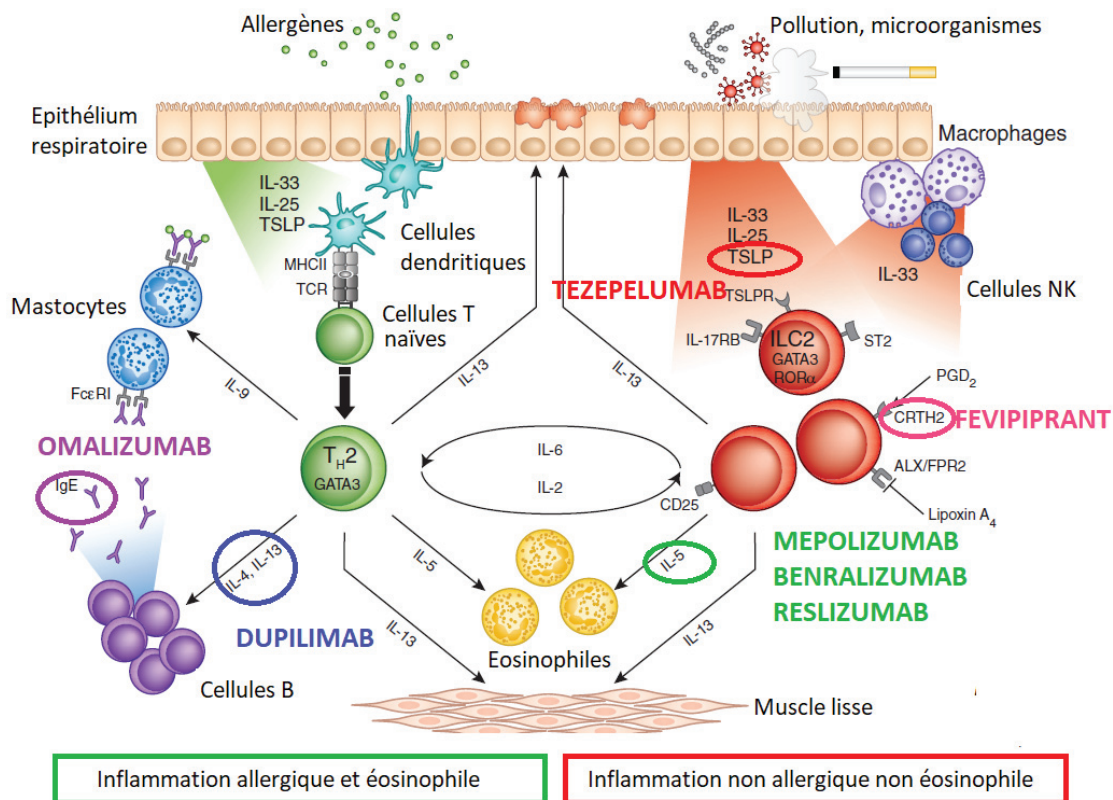 Allergènes
Pollution, microorganismes
Epithélium
respiratoire
Macrophages
IL-33
IL-25
TSLP
IL-33
IL-25
TSLP
IL-33
MHCII
TCR
Cellules
dendritiques
Cellules NK
Mastocytes
Cellules T
naïves
TEZEPELUMAB
TSLPR
IL-17RB
ST2
ILC2
GATA3
RORα
FcεRI
IL-9
IL-13
IL-13
PGD2
CRTH2
FEVIPIPRANT
OMALIZUMAB
IgE
TH2
GATA3
IL-6
IL-2
CD25
ALX/FPR2
Lipoxin A4
IL-4, IL-13
IL-5
IL-5
MEPOLIZUMAB
BENRALIZUMAB
RESLIZUMAB
DUPILIMAB
IL-13
IL-13
Eosinophiles
Cellules B
Muscle lisse
Inflammation allergique et éosinophile
Inflammation non allergique non éosinophile